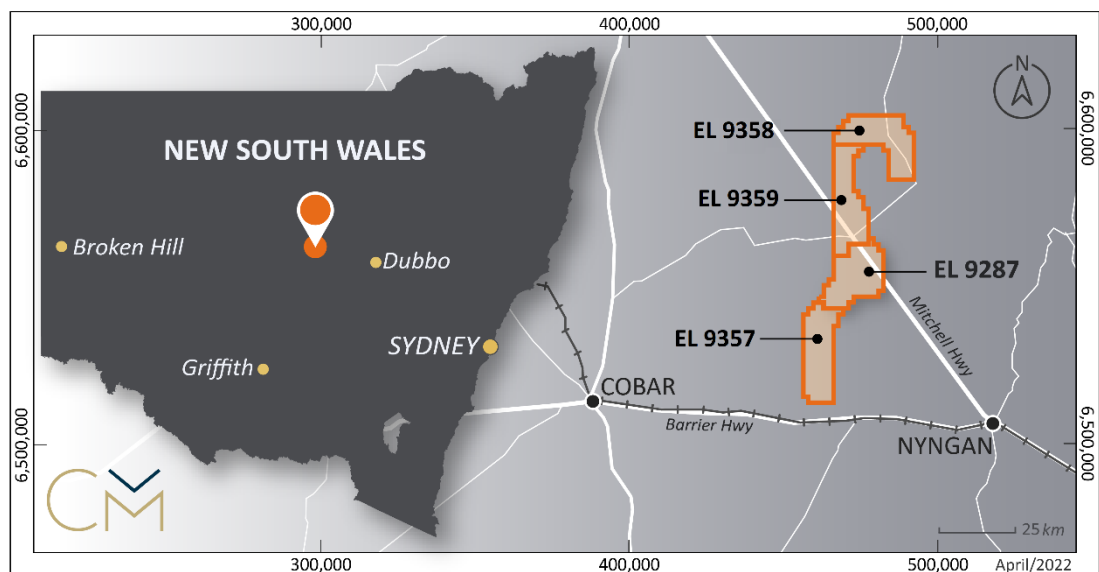 300,000
400,000
500,000
6,600,000
6,600,000
N
NEW SOUTH WALES
Broken Hill
Dubbo
SYDNEY
Griffith
EL 9358
EL 9359
EL 9287
EL 9357
Mitchell Hwy
COBAR
Barrier Hwy
NYNGAN
6,500,000
6,500,000
CM
25 km
300,000
400,000
500,000
April/2022